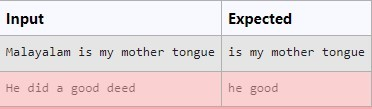 Input Expected
Malayalam is my mother tongue is my mother tongue
He did a good deed he good